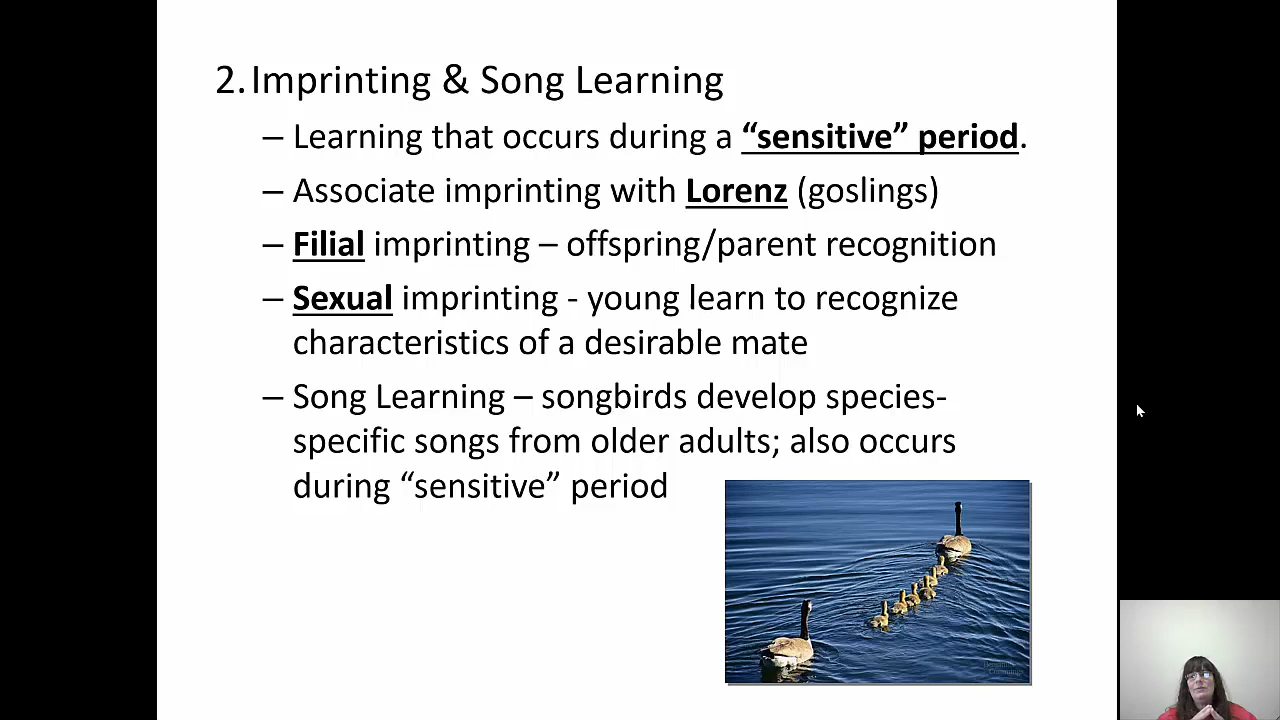 2. Imprinting & Song Learning
– Learning that occurs during a “sensitive” period.
– Associate imprinting with Lorenz (goslings)
– Filial imprinting – offspring/parent recognition
– Sexual imprinting - young learn to recognize
characteristics of a desirable mate
– Song Learning – songbirds develop species-
specific songs from older adults; also occurs
during “sensitive” period